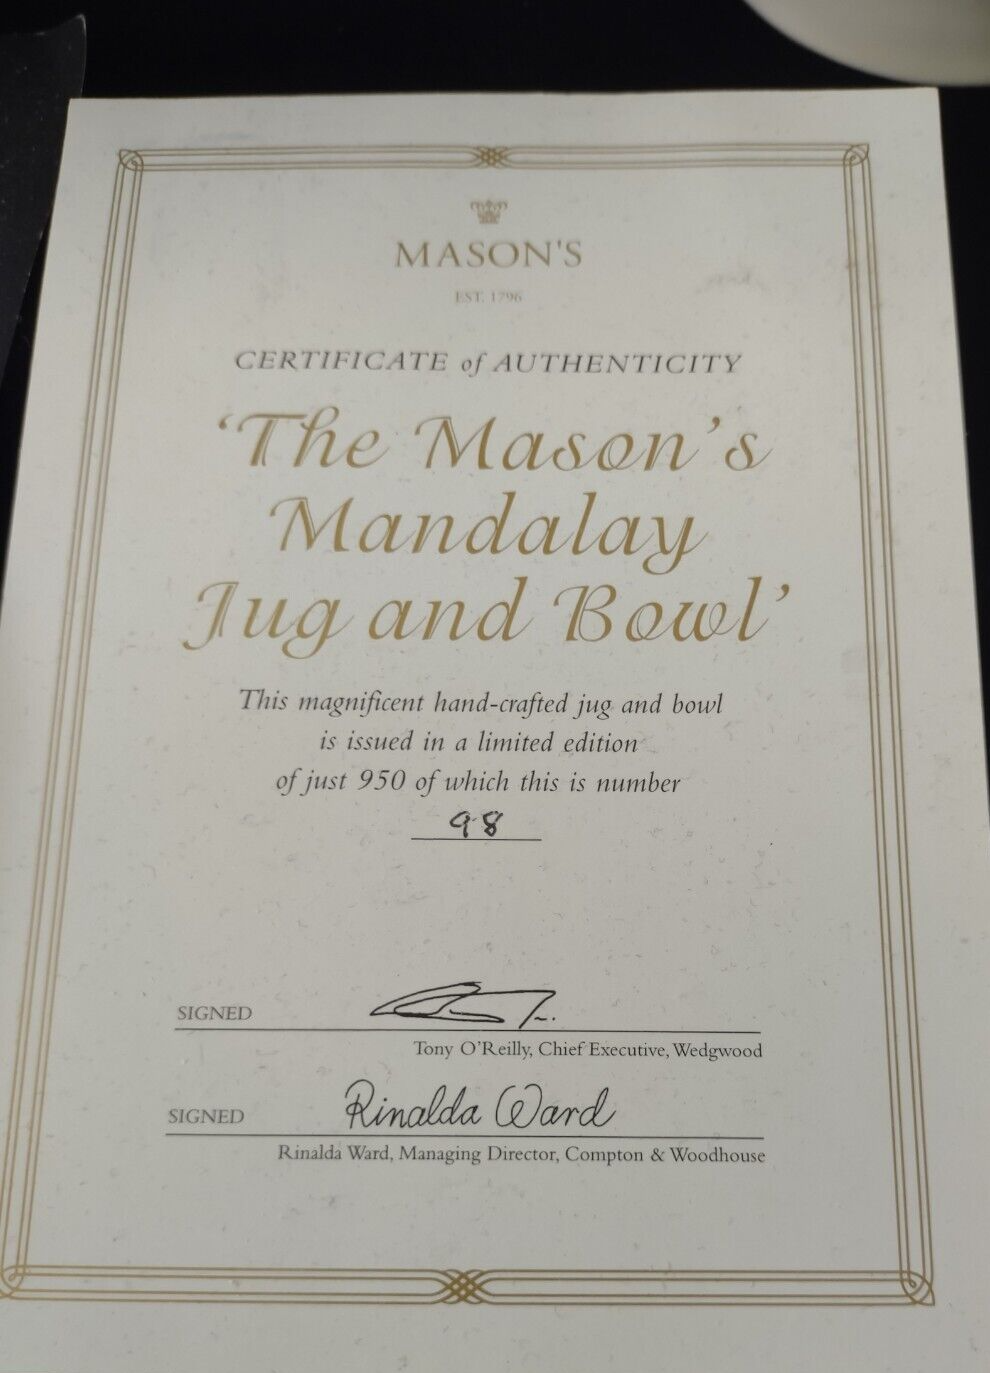 MASON'S
EST. 1796
CERTIFICATE of AUTHENTICITY
‘The Mason’s
Mandalay
Jug and Bowl’
This magnificent hand-crafted jug and bowl
is issued in a limited edition
of just 950 of which this is number
98
SIGNED
Tony O’Reilly, Chief Executive, Wedgwood
SIGNED Rinalda Ward
Rinalda Ward, Managing Director, Compton & Woodhouse